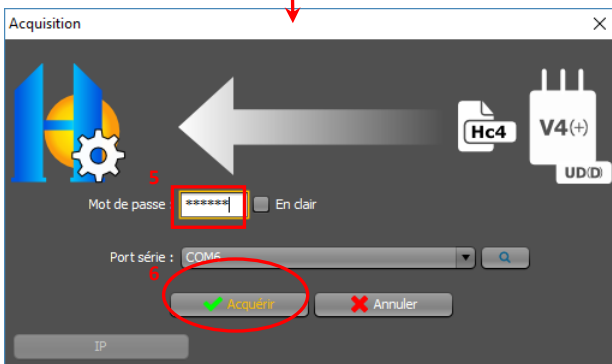 Acquisition
Hc4
V4(+)
UD(D)
5
Mot de passe : ****** En clair
Port série : COM6
6
Acquérir Annuler
IP